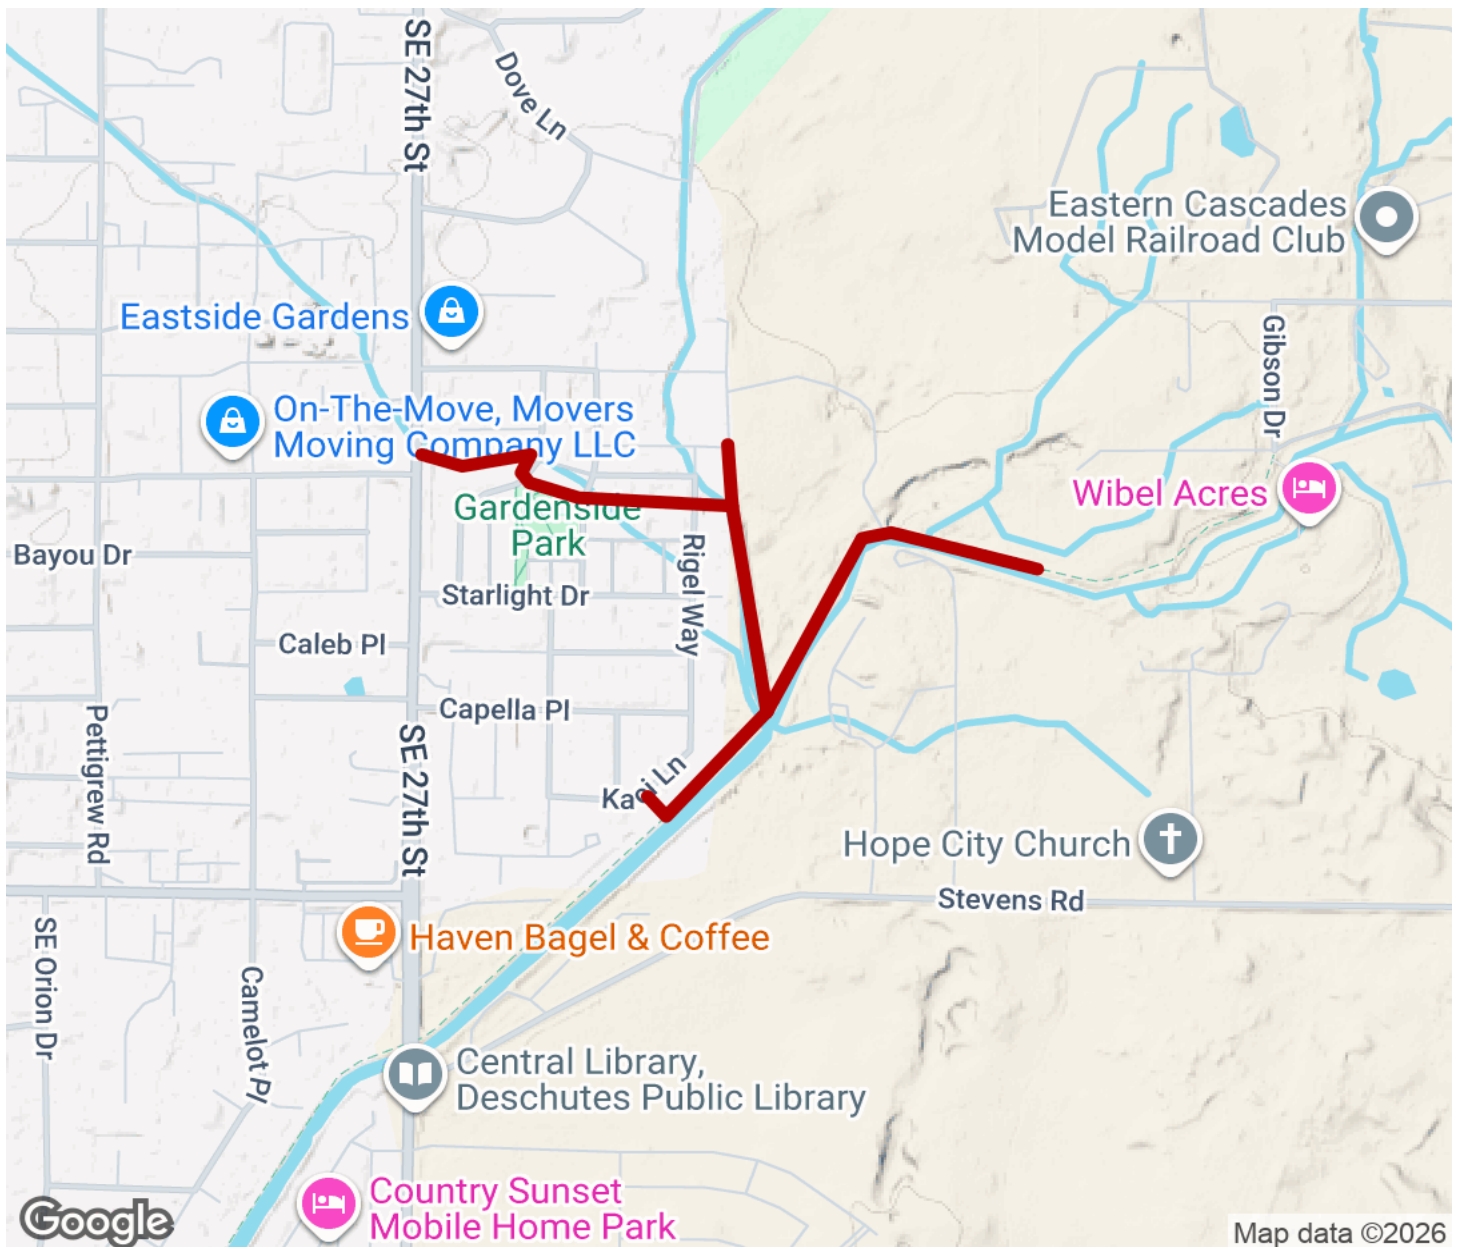 SE 27th St
Dove Ln
Eastern Cascades
Model Railroad Club
Eastside Gardens
Gibson Dr
On-The-Move, Movers
Moving Company LLC
Wibel Acres
Gardenside
Park
Bayou Dr
Rigel Way
Starlight Dr
Caleb Pl
Capella Pl
Pettigrew Rd
SE 27th St
Ln
Hope City Church
Stevens Rd
SE Orion Dr
Haven Bagel & Coffee
Camelot Pl
Central Library,
Deschutes Public Library
Country Sunset
Mobile Home Park
Google
Map data ©2026